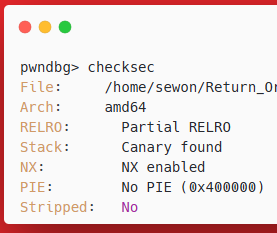 pwndbg> checksec
File:     /home/sewon/Return_Or
Arch:     amd64
RELRO:      Partial RELRO
Stack:      Canary found
NX:         NX enabled
PIE:        No PIE (0x400000)
Stripped:   No